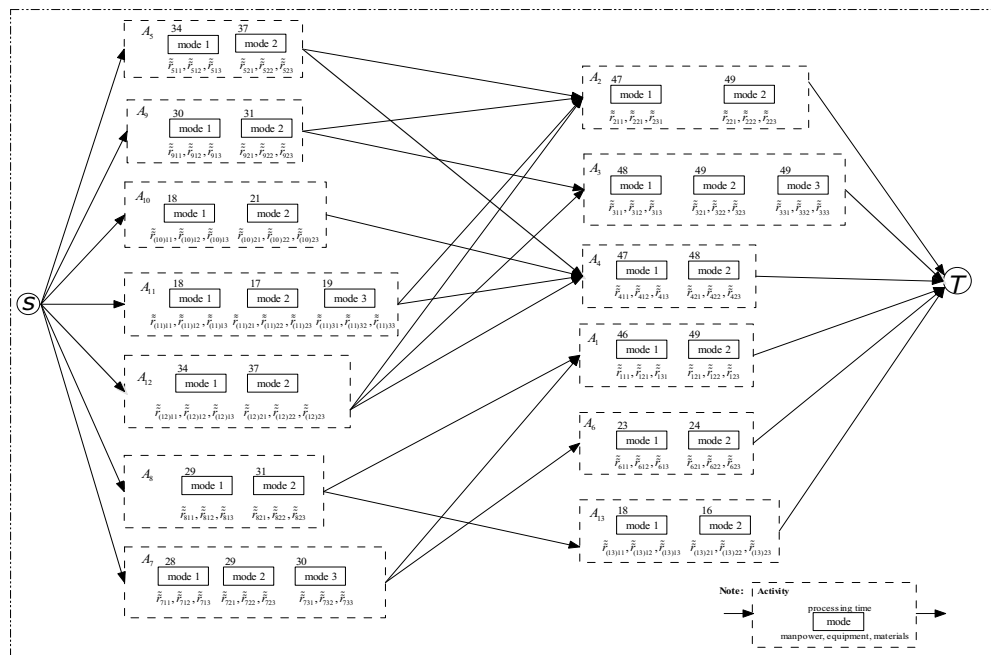 S
A₅
34
mode 1
37
mode 2
r̃̃₅₁₁, r̃̃₅₁₂, r̃̃₅₁₃
r̃̃₅₂₁, r̃̃₅₂₂, r̃̃₅₂₃
A₉
30
mode 1
31
mode 2
r̃̃₉₁₁, r̃̃₉₁₂, r̃̃₉₁₃
r̃̃₉₂₁, r̃̃₉₂₂, r̃̃₉₂₃
A₁₀
18
mode 1
21
mode 2
r̃̃₍₁₀₎₁₁, r̃̃₍₁₀₎₁₂, r̃̃₍₁₀₎₁₃
r̃̃₍₁₀₎₂₁, r̃̃₍₁₀₎₂₂, r̃̃₍₁₀₎₂₃
A₁₁
18
mode 1
17
mode 2
19
mode 3
r̃̃₍₁₁₎₁₁, r̃̃₍₁₁₎₁₂, r̃̃₍₁₁₎₁₃
r̃̃₍₁₁₎₂₁, r̃̃₍₁₁₎₂₂, r̃̃₍₁₁₎₂₃
r̃̃₍₁₁₎₃₁, r̃̃₍₁₁₎₃₂, r̃̃₍₁₁₎₃₃
A₁₂
34
mode 1
37
mode 2
r̃̃₍₁₂₎₁₁, r̃̃₍₁₂₎₁₂, r̃̃₍₁₂₎₁₃
r̃̃₍₁₂₎₂₁, r̃̃₍₁₂₎₂₂, r̃̃₍₁₂₎₂₃
A₈
29
mode 1
31
mode 2
r̃̃₈₁₁, r̃̃₈₁₂, r̃̃₈₁₃
r̃̃₈₂₁, r̃̃₈₂₂, r̃̃₈₂₃
A₇
28
mode 1
29
mode 2
30
mode 3
r̃̃₇₁₁, r̃̃₇₁₂, r̃̃₇₁₃
r̃̃₇₂₁, r̃̃₇₂₂, r̃̃₇₂₃
r̃̃₇₃₁, r̃̃₇₃₂, r̃̃₇₃₃
A₂
47
mode 1
49
mode 2
r̃̃₂₁₁, r̃̃₂₂₁, r̃̃₂₃₁
r̃̃₂₂₁, r̃̃₂₂₂, r̃̃₂₂₃
A₃
48
mode 1
49
mode 2
49
mode 3
r̃̃₃₁₁, r̃̃₃₁₂, r̃̃₃₁₃
r̃̃₃₂₁, r̃̃₃₂₂, r̃̃₃₂₃
r̃̃₃₃₁, r̃̃₃₃₂, r̃̃₃₃₃
A₄
47
mode 1
48
mode 2
r̃̃₄₁₁, r̃̃₄₁₂, r̃̃₄₁₃
r̃̃₄₂₁, r̃̃₄₂₂, r̃̃₄₂₃
A₁
46
mode 1
49
mode 2
r̃̃₁₁₁, r̃̃₁₂₁, r̃̃₁₃₁
r̃̃₁₂₁, r̃̃₁₂₂, r̃̃₁₂₃
A₆
23
mode 1
24
mode 2
r̃̃₆₁₁, r̃̃₆₁₂, r̃̃₆₁₃
r̃̃₆₂₁, r̃̃₆₂₂, r̃̃₆₂₃
A₁₃
18
mode 1
16
mode 2
r̃̃₍₁₃₎₁₁, r̃̃₍₁₃₎₁₂, r̃̃₍₁₃₎₁₃
r̃̃₍₁₃₎₂₁, r̃̃₍₁₃₎₂₂, r̃̃₍₁₃₎₂₃
T
Note:
Activity
processing time
mode
manpower, equipment, materials